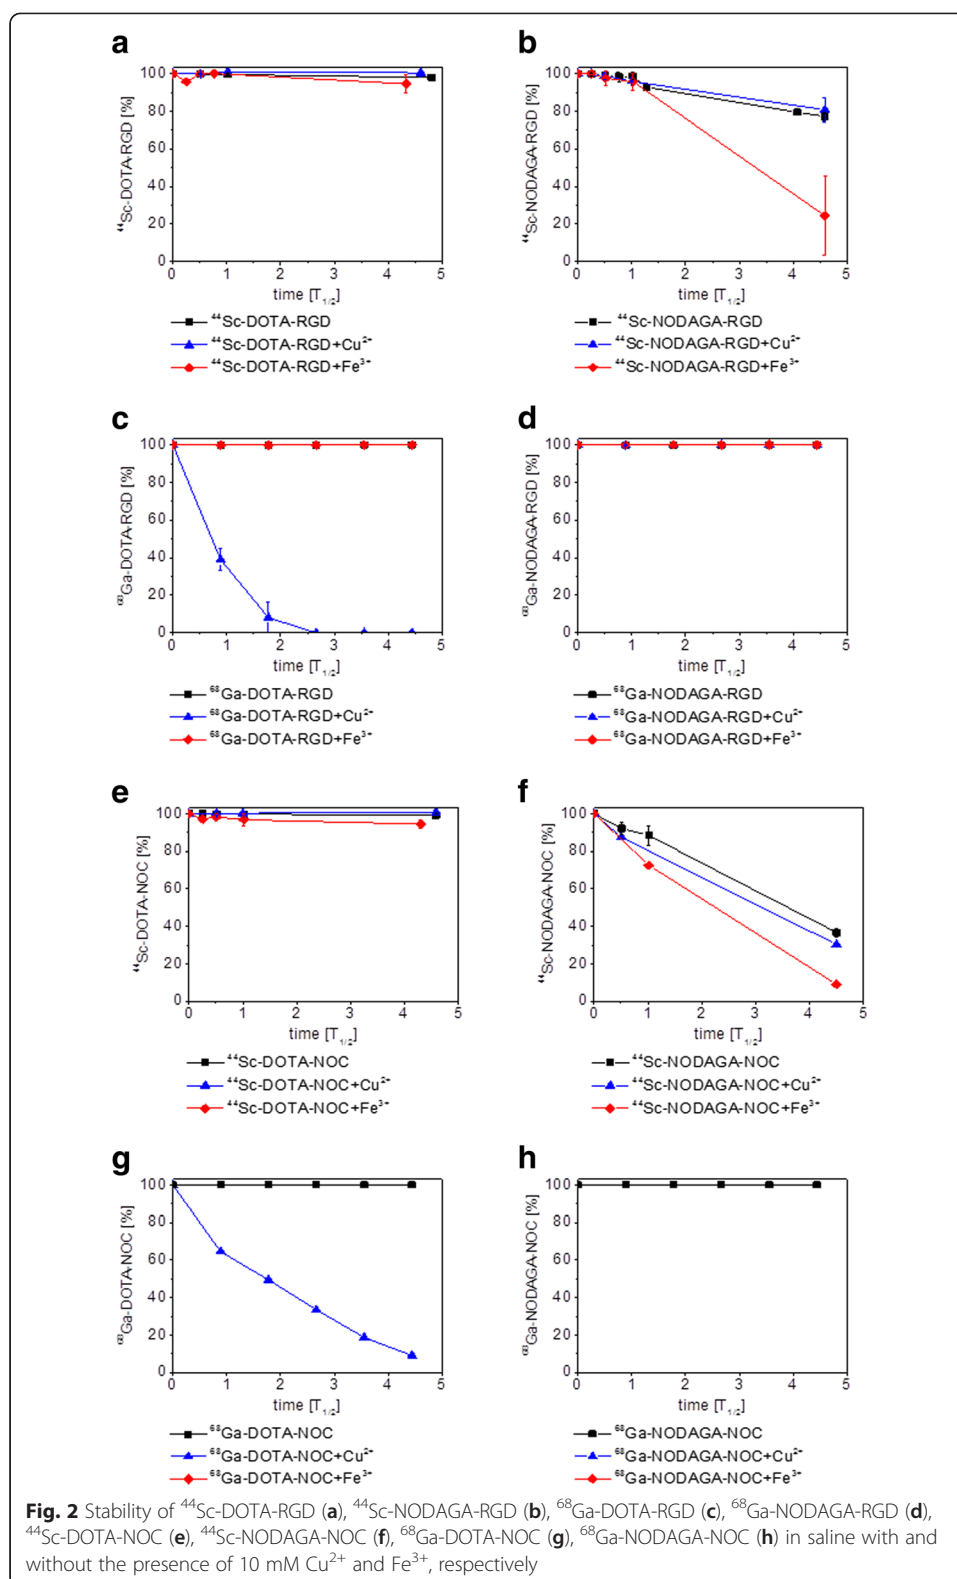 a
b
100
80
60
40
20
0
⁴⁴Sc-DOTA-RGD [%]
0 1 2 3 4 5
time [T₁/₂]
⁴⁴Sc-DOTA-RGD
⁴⁴Sc-DOTA-RGD+Cu²⁺
⁴⁴Sc-DOTA-RGD+Fe³⁺
100
80
60
40
20
0
⁴⁴Sc-NODAGA-RGD [%]
0 1 2 3 4 5
time [T₁/₂]
⁴⁴Sc-NODAGA-RGD
⁴⁴Sc-NODAGA-RGD+Cu²⁺
⁴⁴Sc-NODAGA-RGD+Fe³⁺
c
d
100
80
60
40
20
0
⁶⁸Ga-DOTA-RGD [%]
0 1 2 3 4 5
time [T₁/₂]
⁶⁸Ga-DOTA-RGD
⁶⁸Ga-DOTA-RGD+Cu²⁺
⁶⁸Ga-DOTA-RGD+Fe³⁺
100
80
60
40
20
0
⁶⁸Ga-NODAGA-RGD [%]
0 1 2 3 4 5
time [T₁/₂]
⁶⁸Ga-NODAGA-RGD
⁶⁸Ga-NODAGA-RGD+Cu²⁺
⁶⁸Ga-NODAGA-RGD+Fe³⁺
e
f
100
80
60
40
20
0
⁴⁴Sc-DOTA-NOC [%]
0 1 2 3 4 5
time [T₁/₂]
⁴⁴Sc-DOTA-NOC
⁴⁴Sc-DOTA-NOC+Cu²⁺
⁴⁴Sc-DOTA-NOC+Fe³⁺
100
80
60
40
20
0
⁴⁴Sc-NODAGA-NOC [%]
0 1 2 3 4 5
time [T₁/₂]
⁴⁴Sc-NODAGA-NOC
⁴⁴Sc-NODAGA-NOC+Cu²⁺
⁴⁴Sc-NODAGA-NOC+Fe³⁺
g
h
100
80
60
40
20
0
⁶⁸Ga-DOTA-NOC [%]
0 1 2 3 4 5
time [T₁/₂]
⁶⁸Ga-DOTA-NOC
⁶⁸Ga-DOTA-NOC+Cu²⁺
⁶⁸Ga-DOTA-NOC+Fe³⁺
100
80
60
40
20
0
⁶⁸Ga-NODAGA-NOC [%]
0 1 2 3 4 5
time [T₁/₂]
⁶⁸Ga-NODAGA-NOC
⁶⁸Ga-NODAGA-NOC+Cu²⁺
⁶⁸Ga-NODAGA-NOC+Fe³⁺
Fig. 2 Stability of ⁴⁴Sc-DOTA-RGD (a), ⁴⁴Sc-NODAGA-RGD (b), ⁶⁸Ga-DOTA-RGD (c), ⁶⁸Ga-NODAGA-RGD (d),
⁴⁴Sc-DOTA-NOC (e), ⁴⁴Sc-NODAGA-NOC (f), ⁶⁸Ga-DOTA-NOC (g), ⁶⁸Ga-NODAGA-NOC (h) in saline with and
without the presence of 10 mM Cu²⁺ and Fe³⁺, respectively